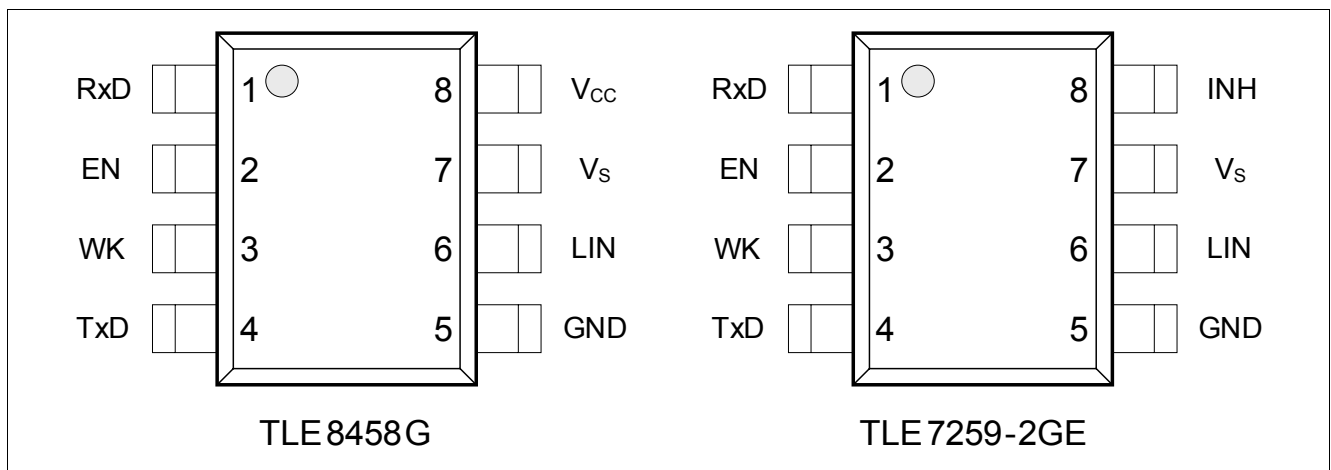 RxD 1 8 VCC
EN 2 7 VS
WK 3 6 LIN
TxD 4 5 GND
TLE8458G
RxD 1 8 INH
EN 2 7 VS
WK 3 6 LIN
TxD 4 5 GND
TLE7259-2GE